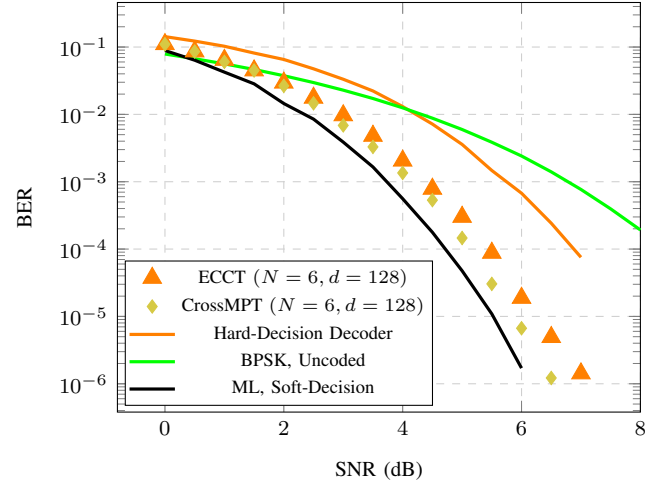 10⁻¹
10⁻²
10⁻³
10⁻⁴
10⁻⁵
10⁻⁶
BER
ECCT (N = 6, d = 128)
CrossMPT (N = 6, d = 128)
Hard-Decision Decoder
BPSK, Uncoded
ML, Soft-Decision
0 2 4 6 8
SNR (dB)